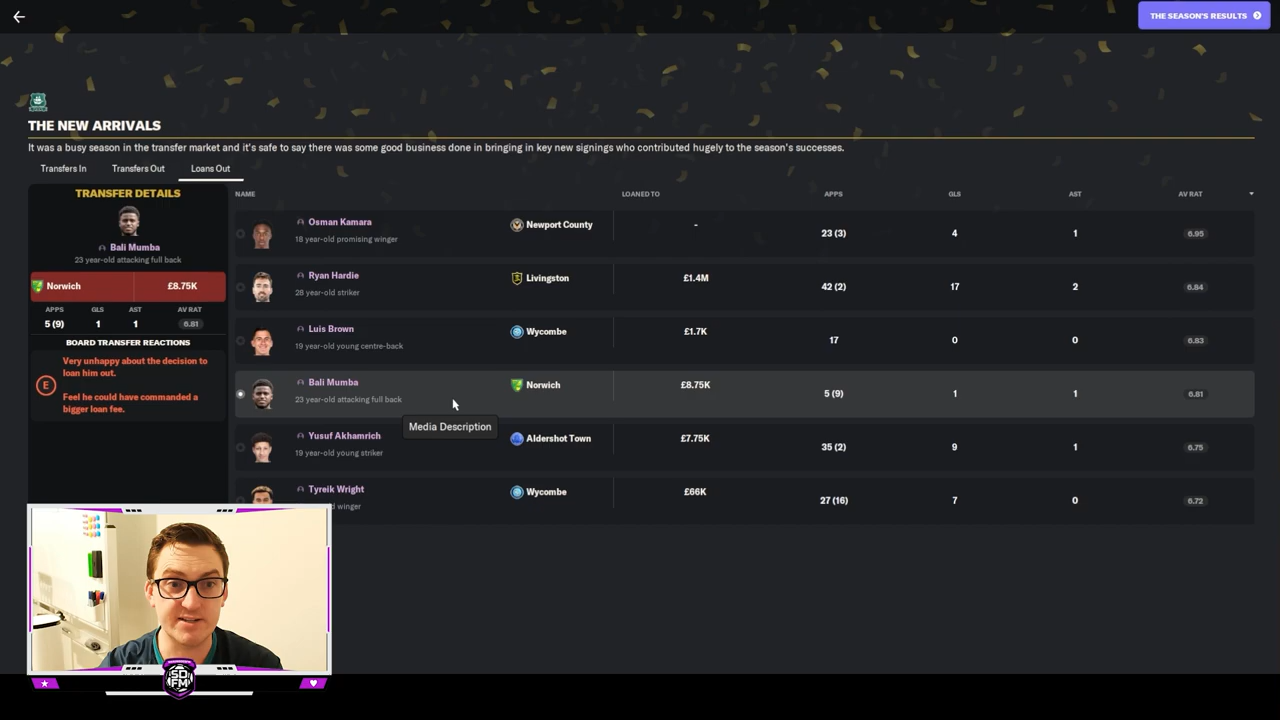 THE SEASON'S RESULTS
THE NEW ARRIVALS
It was a busy season in the transfer market and it's safe to say there was some good business done in bringing in key new signings who contributed hugely to the season's successes.
Transfers In Transfers Out Loans Out
TRANSFER DETAILS
Bali Mumba
23 year-old attacking full back
Norwich £8.75K
APPS GLS AST AV RAT
5 (9) 1 1 6.81
BOARD TRANSFER REACTIONS
E
Very unhappy about the decision to
loan him out.
Feel he could have commanded a
bigger loan fee.
NAME LOANED TO APPS GLS AST AV RAT
Osman Kamara Newport County - 23 (3) 4 1 6.95
18 year-old promising winger
Ryan Hardie Livingston £1.4M 42 (2) 17 2 6.84
28 year-old striker
Luis Brown Wycombe £1.7K 17 0 0 6.83
19 year-old young centre-back
Bali Mumba Norwich £8.75K 5 (9) 1 1 6.81
23 year-old attacking full back
Media Description
Yusuf Akhamrich Aldershot Town £7.75K 35 (2) 9 1 6.75
19 year-old young striker
Tyreik Wright Wycombe £66K 27 (16) 7 0 6.72
winger
SD
FM